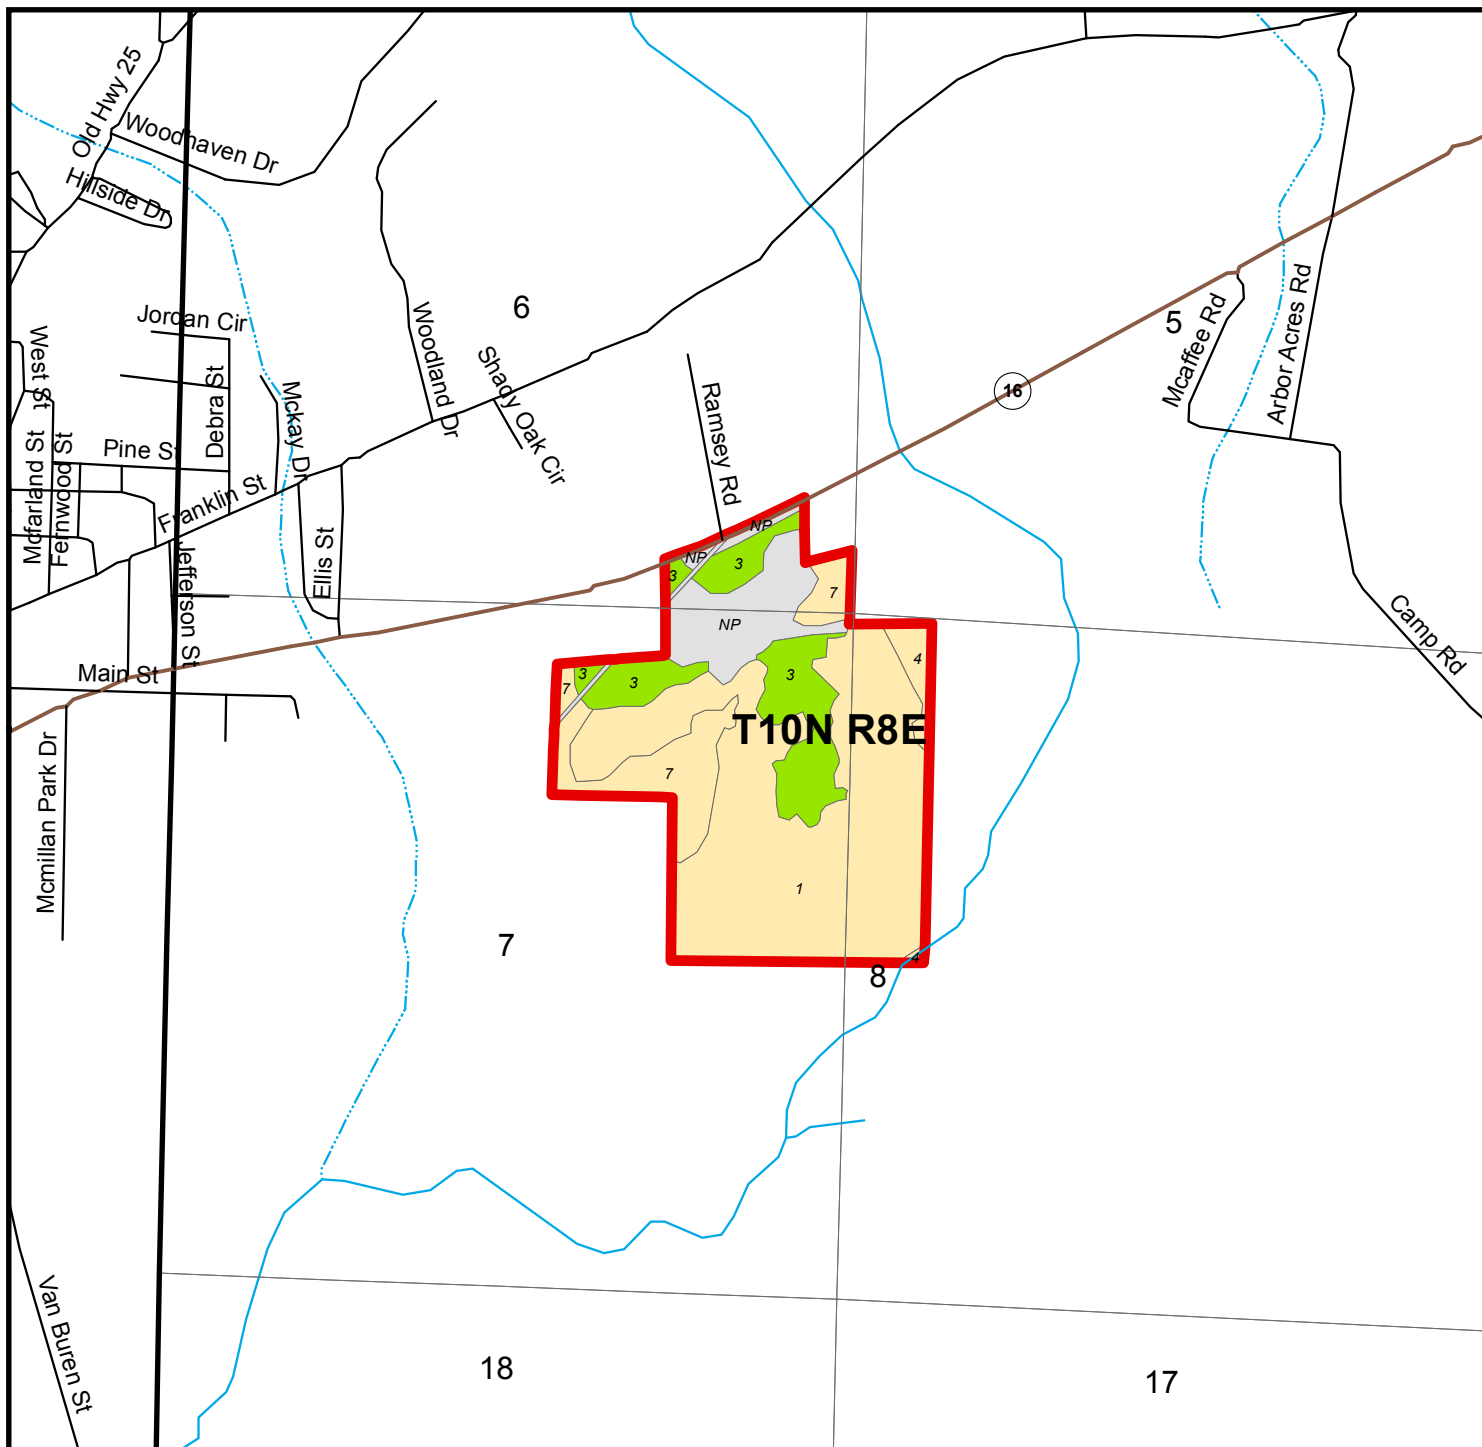 Old Hwy 25
Woodhaven Dr
Hillside Dr
6
5
Jordan Cir
West St
Debra St
Mckay Dr
Woodland Dr
Shady Oak Cir
Ramsey Rd
16
Mcaffee Rd
Arbor Acres Rd
Mcfarland St
Fernwood St
Pine St
Franklin St
Jefferson St
Ellis St
NP
NP
3
3
7
NP
Camp Rd
Main St
7
3
3
3
4
T10N R8E
Mcmillan Park Dr
7
1
7
4
8
Van Buren St
18
17